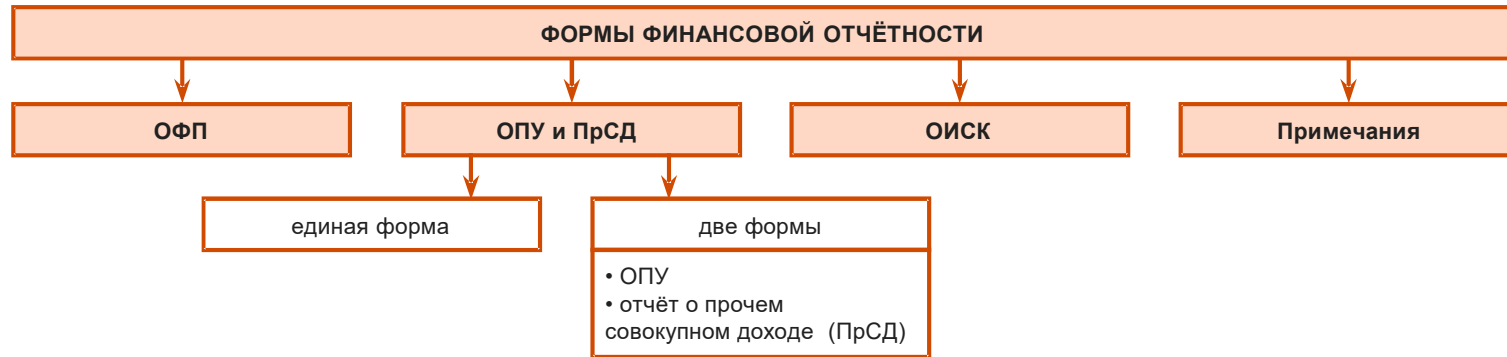 ФОРМЫ ФИНАНСОВОЙ ОТЧЁТНОСТИ
ОФП
ОПУ и ПрСД
ОИСК
Примечания
единая форма
две формы
• ОПУ
• отчёт о прочем
совокупном доходе (ПрСД)